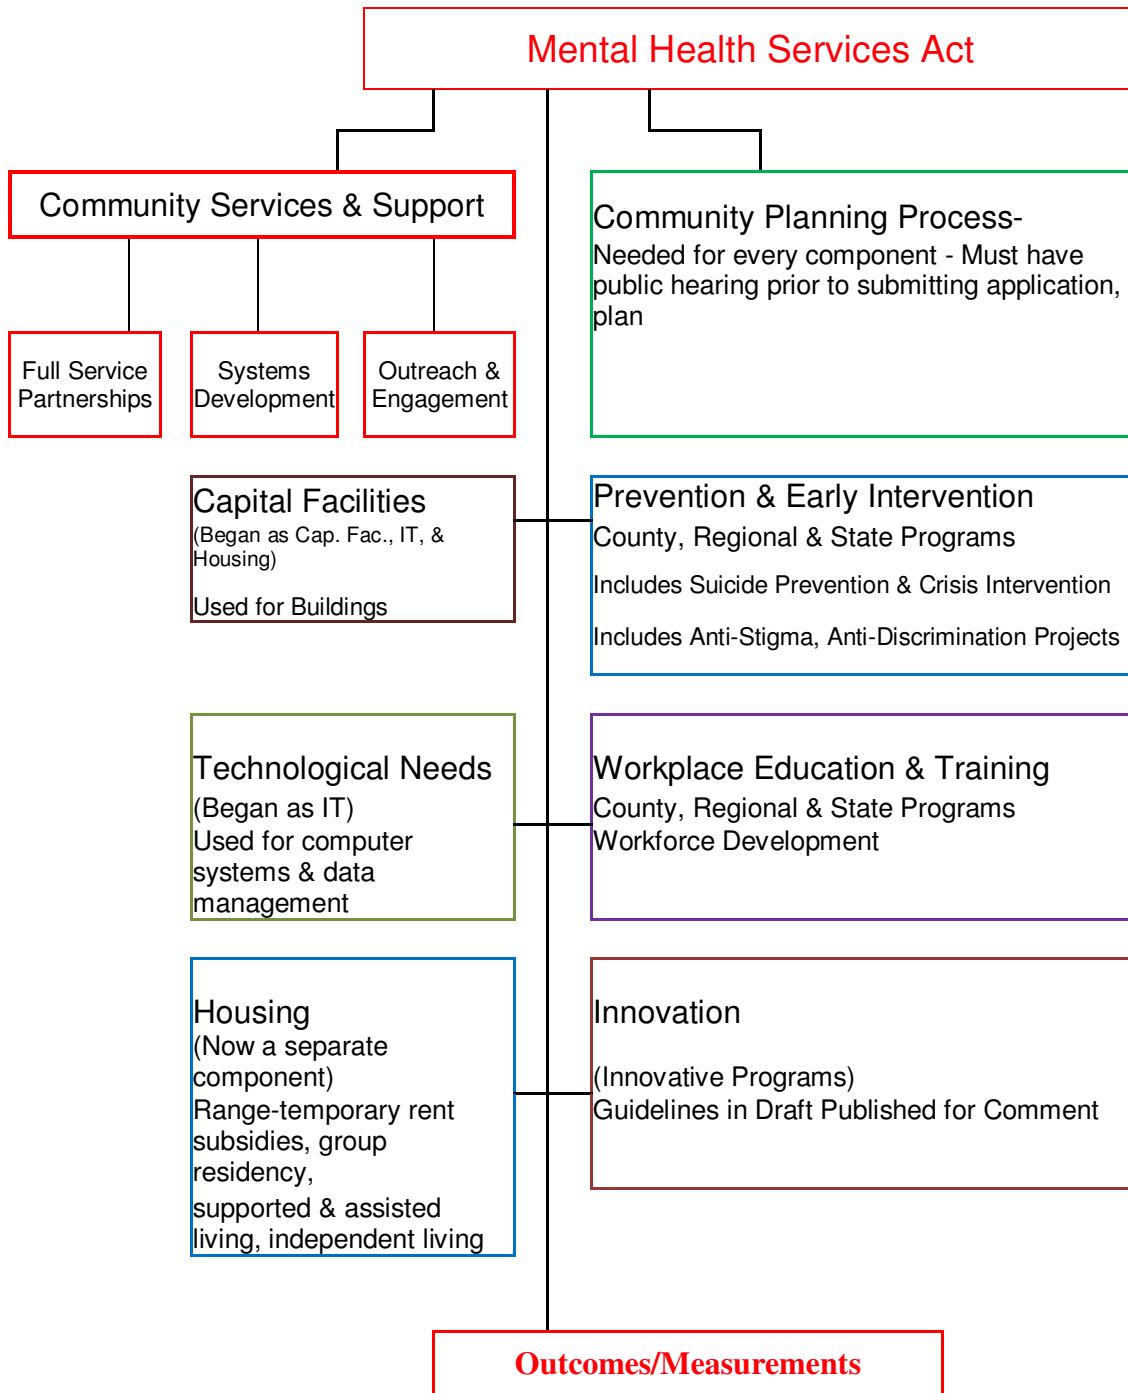 Mental Health Services Act
Community Services & Support
Community Planning Process-
Needed for every component - Must have
public hearing prior to submitting application,
plan
Full Service
Partnerships
Systems
Development
Outreach &
Engagement
Capital Facilities
(Began as Cap. Fac., IT, &
Housing)
Used for Buildings
Prevention & Early Intervention
County, Regional & State Programs
Includes Suicide Prevention & Crisis Intervention
Includes Anti-Stigma, Anti-Discrimination Projects
Technological Needs
(Began as IT)
Used for computer
systems & data
management
Workplace Education & Training
County, Regional & State Programs
Workforce Development
Housing
(Now a separate
component)
Range-temporary rent
subsidies, group
residency,
supported & assisted
living, independent living
Innovation
(Innovative Programs)
Guidelines in Draft Published for Comment
Outcomes/Measurements